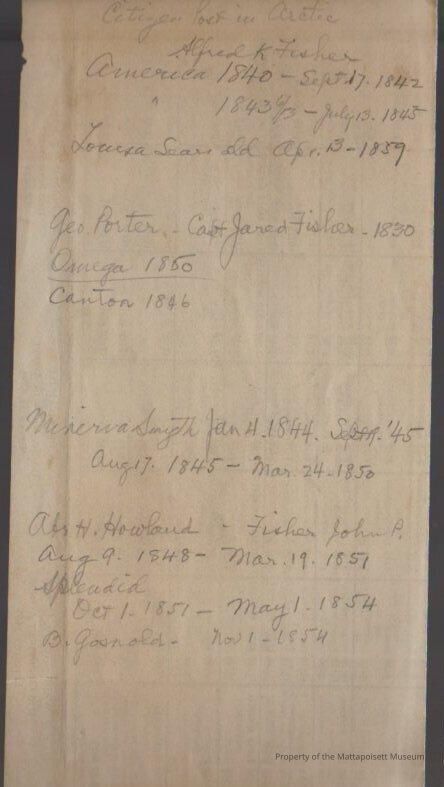 Citizen lost in Arctic
Alfred K Fisher
America 1840 - Sept 17. 1842
" 1843 - July 13. 1845
Louisa Sears Apr. 13 - 1859
Geo. Porter - Capt Jared Fisher - 1830
Omega 1850
Canton 1846
Minerva Smyth Jan 4. 1844. Sept. '45
Aug 17. 1845 - Mar. 24 - 1850
Abr H. Howland - Fisher John P.
Aug 9. 1848 - Mar. 19. 1851
Splendid
Oct 1. 1851 - May 1. 1854
B. Gosnold - Nov 1 - 1854
Property of the Mattapoisett Museum